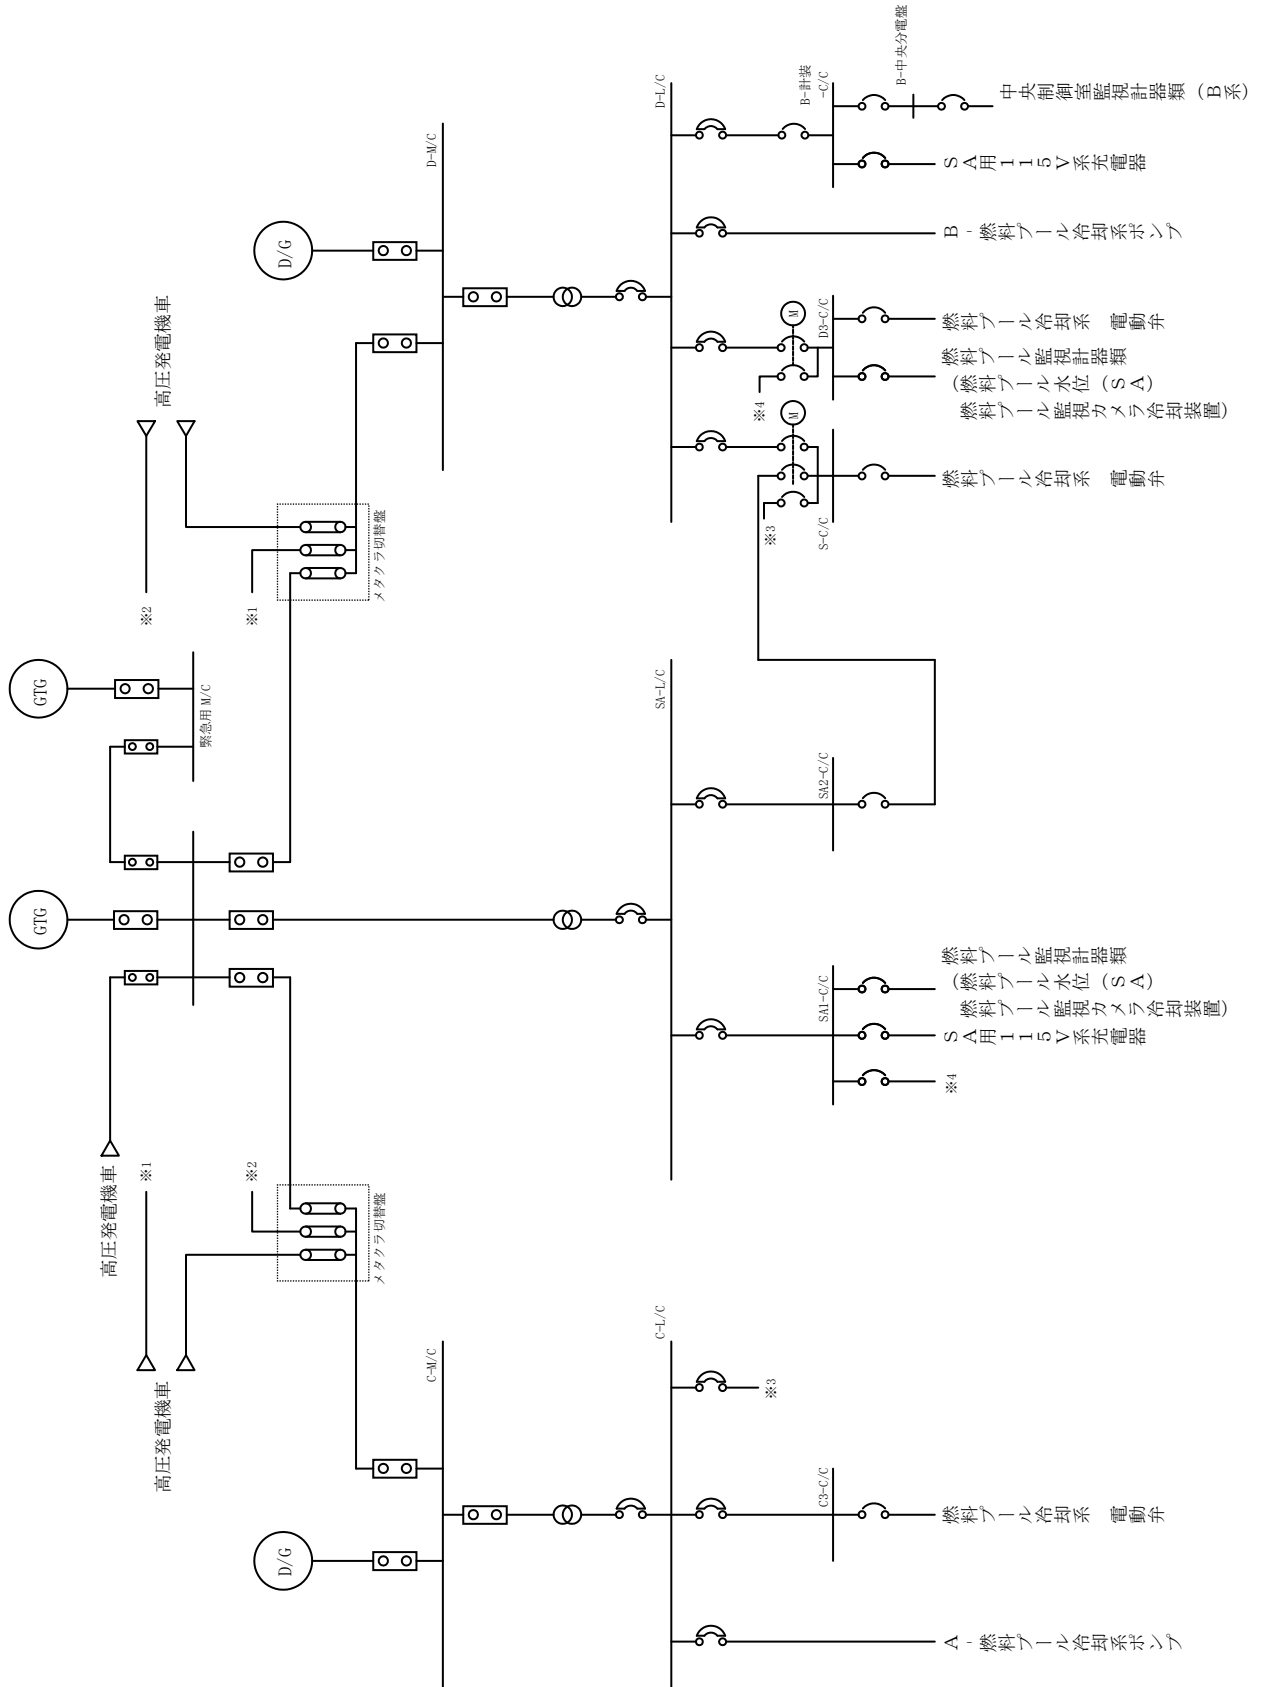 B-中央分電盤
B-計装
-C/C
中央制御室監視計器類（B系）
SA用115V系充電器
D-L/C
D-M/C
D/G
B-燃料プール冷却系ポンプ
高圧発電機車
M
D3-C/C
燃料プール冷却系　電動弁
燃料プール監視計器類
（燃料プール水位（SA）
燃料プール監視カメラ冷却装置）
※4
M
※3
S-C/C
燃料プール冷却系　電動弁
メタクラ切替盤
※2
※1
GTG
緊急用 M/C
SA-L/C
SA2-C/C
GTG
SA1-C/C
燃料プール監視計器類
（燃料プール水位（SA）
燃料プール監視カメラ冷却装置）
SA用115V系充電器
※4
高圧発電機車
※1
※2
メタクラ切替盤
高圧発電機車
C-M/C
C-L/C
※3
D/G
C3-C/C
燃料プール冷却系　電動弁
A-燃料プール冷却系ポンプ